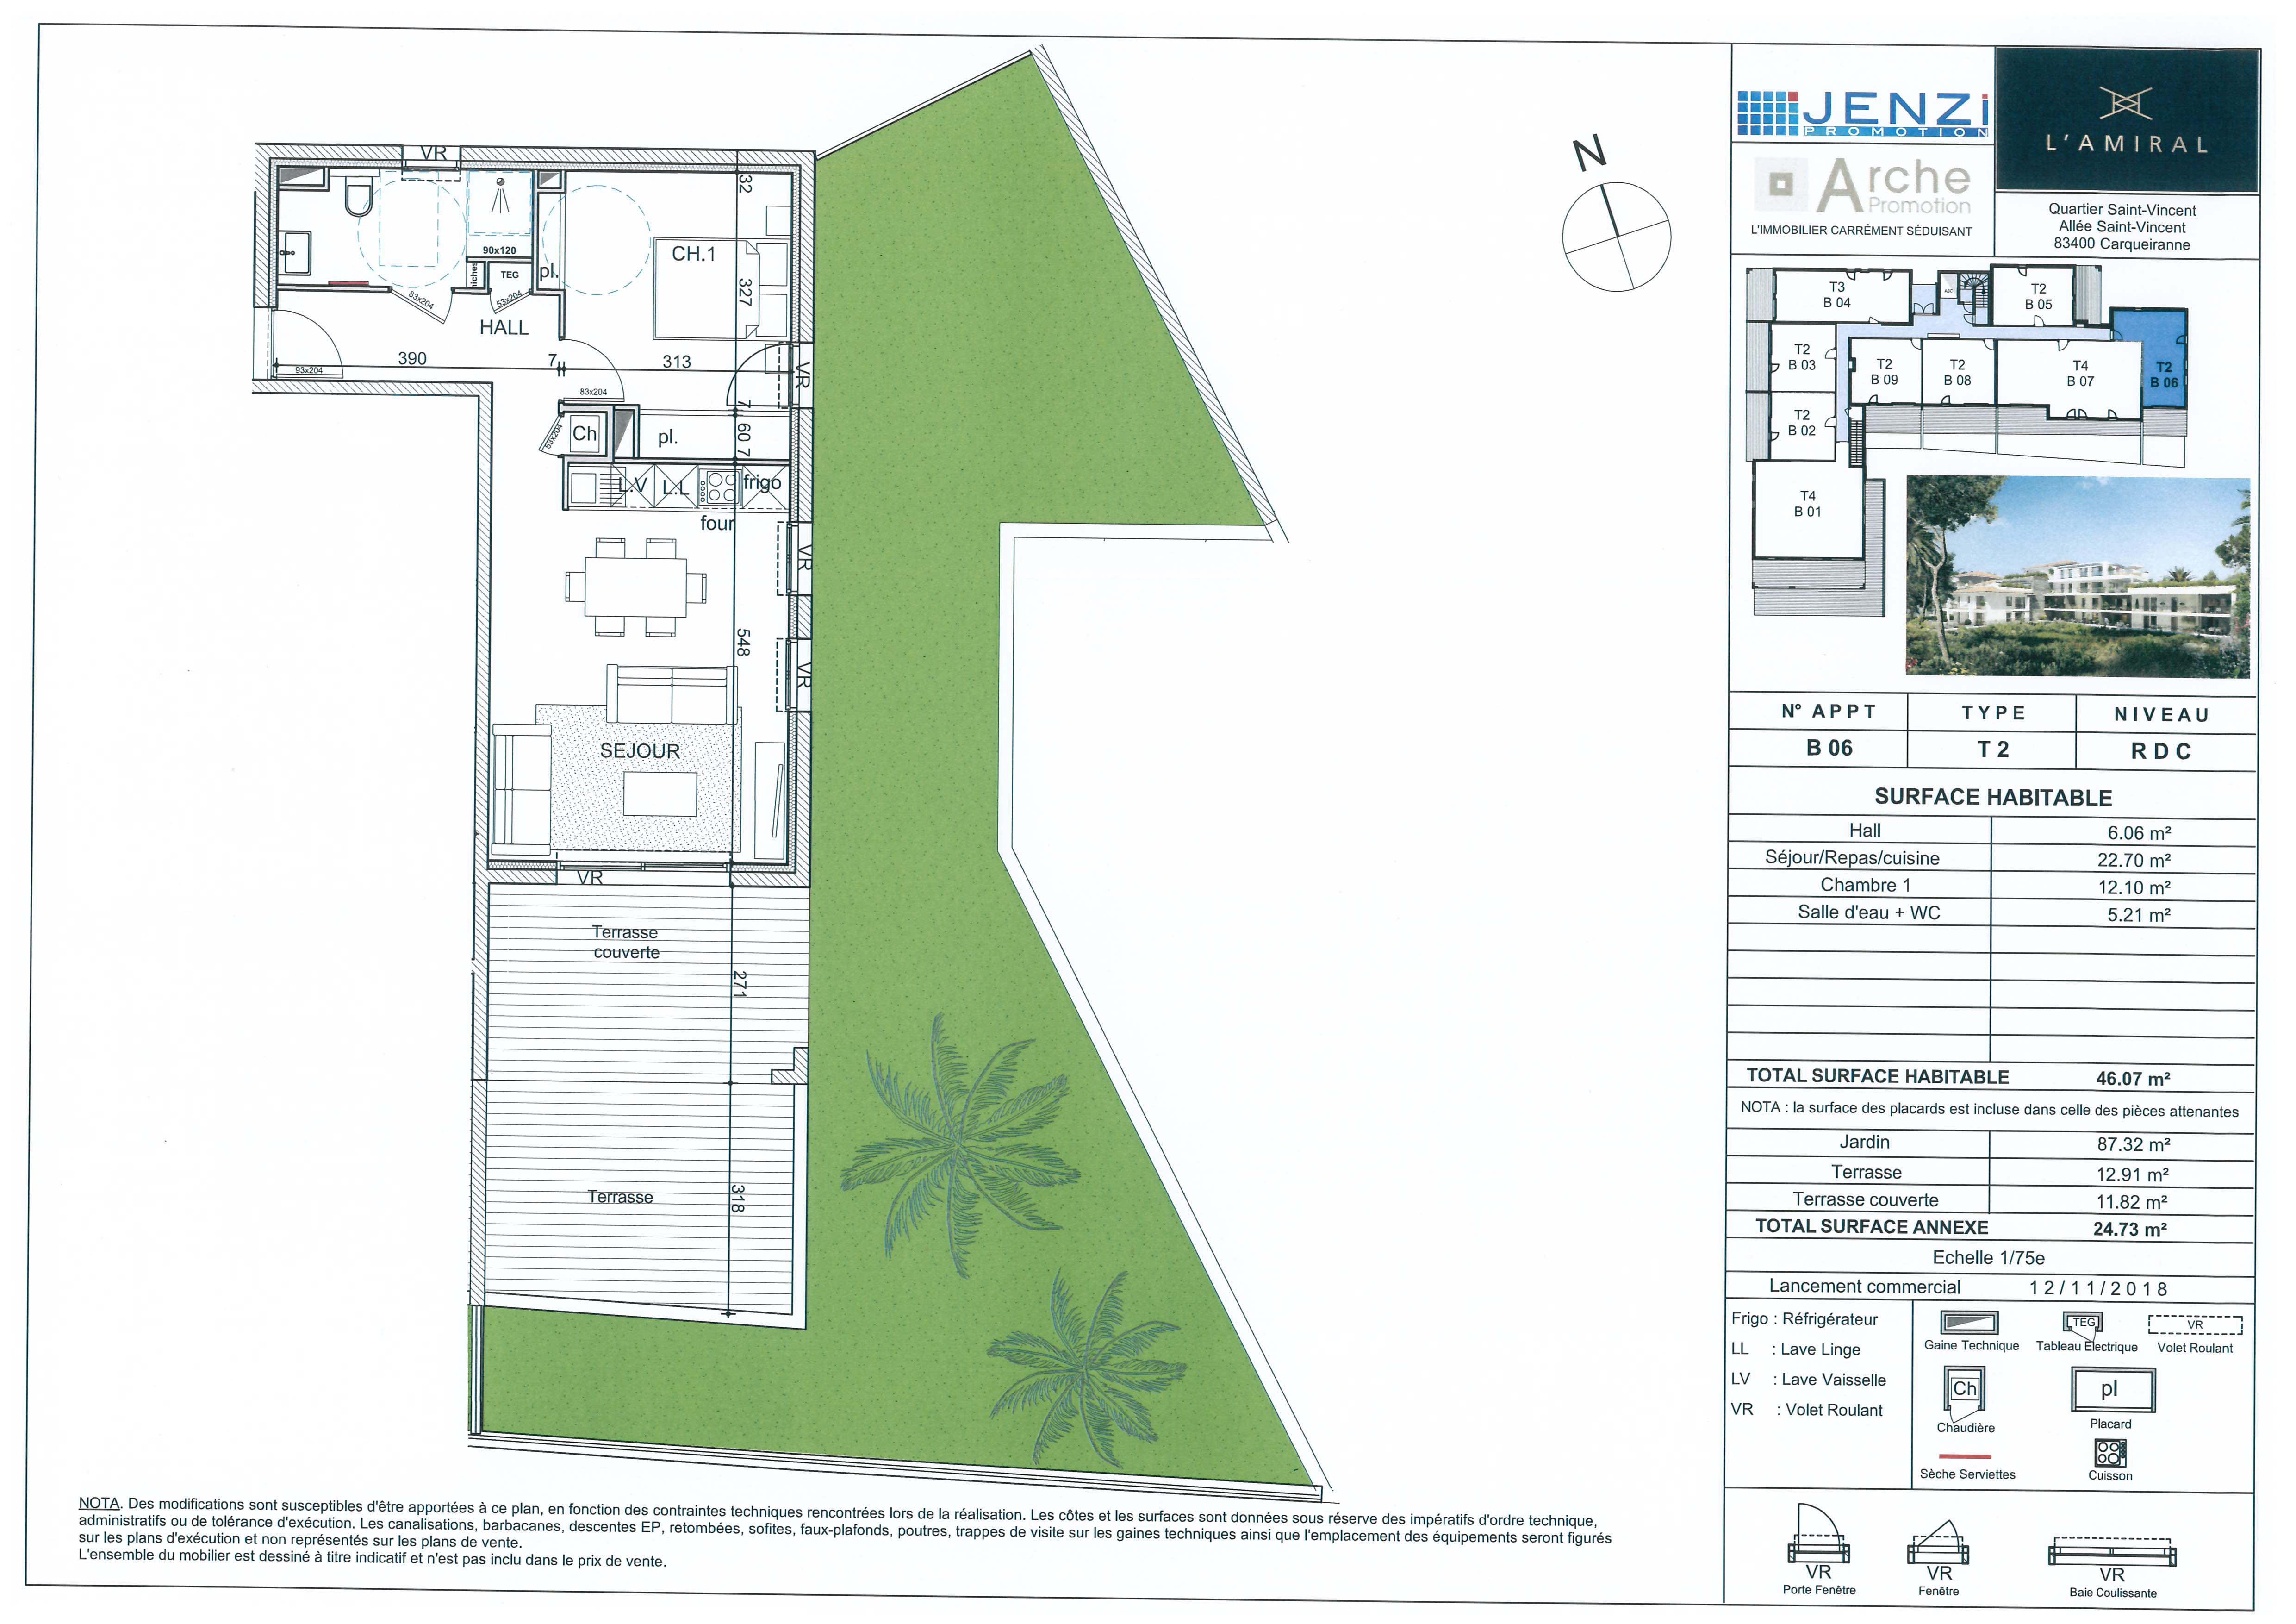 VR
32
CH.1
327
90x120
niches
TEG
pl.
83x204
53x204
HALL
390
7
313
93x204
83x204
VR
7
53x204
Ch
pl.
60
7
L.V
L.L
frigo
four
VR
548
VR
SEJOUR
VR
Terrasse
couverte
271
Terrasse
318
N
NOTA. Des modifications sont susceptibles d'être apportées à ce plan, en fonction des contraintes techniques rencontrées lors de la réalisation. Les côtes et les surfaces sont données sous réserve des impératifs d'ordre technique,
administratifs ou de tolérance d'exécution. Les canalisations, barbacanes, descentes EP, retombées, sofites, faux-plafonds, poutres, trappes de visite sur les gaines techniques ainsi que l'emplacement des équipements seront figurés
sur les plans d'exécution et non représentés sur les plans de vente.
L'ensemble du mobilier est dessiné à titre indicatif et n'est pas inclu dans le prix de vente.
JENZi
PROMOTION
Arche
Promotion
L'IMMOBILIER CARRÉMENT SÉDUISANT
L'AMIRAL
Quartier Saint-Vincent
Allée Saint-Vincent
83400 Carqueiranne
T3
B 04
T2
B 05
T2
B 03
T2
B 09
T2
B 08
T4
B 07
T2
B 06
T2
B 02
T4
B 01
N° APPT TYPE NIVEAU
B 06 T 2 R D C
SURFACE HABITABLE
Hall 6.06 m²
Séjour/Repas/cuisine 22.70 m²
Chambre 1 12.10 m²
Salle d'eau + WC 5.21 m²
TOTAL SURFACE HABITABLE 46.07 m²
NOTA : la surface des placards est incluse dans celle des pièces attenantes
Jardin 87.32 m²
Terrasse 12.91 m²
Terrasse couverte 11.82 m²
TOTAL SURFACE ANNEXE 24.73 m²
Echelle 1/75e
Lancement commercial 12/11/2018
Frigo : Réfrigérateur
LL : Lave Linge
LV : Lave Vaisselle
VR : Volet Roulant
TEG
VR
Gaine Technique
Tableau Electrique
Volet Roulant
Ch
pl
Chaudière
Placard
Sèche Serviettes
Cuisson
VR
Porte Fenêtre
VR
Fenêtre
VR
Baie Coulissante